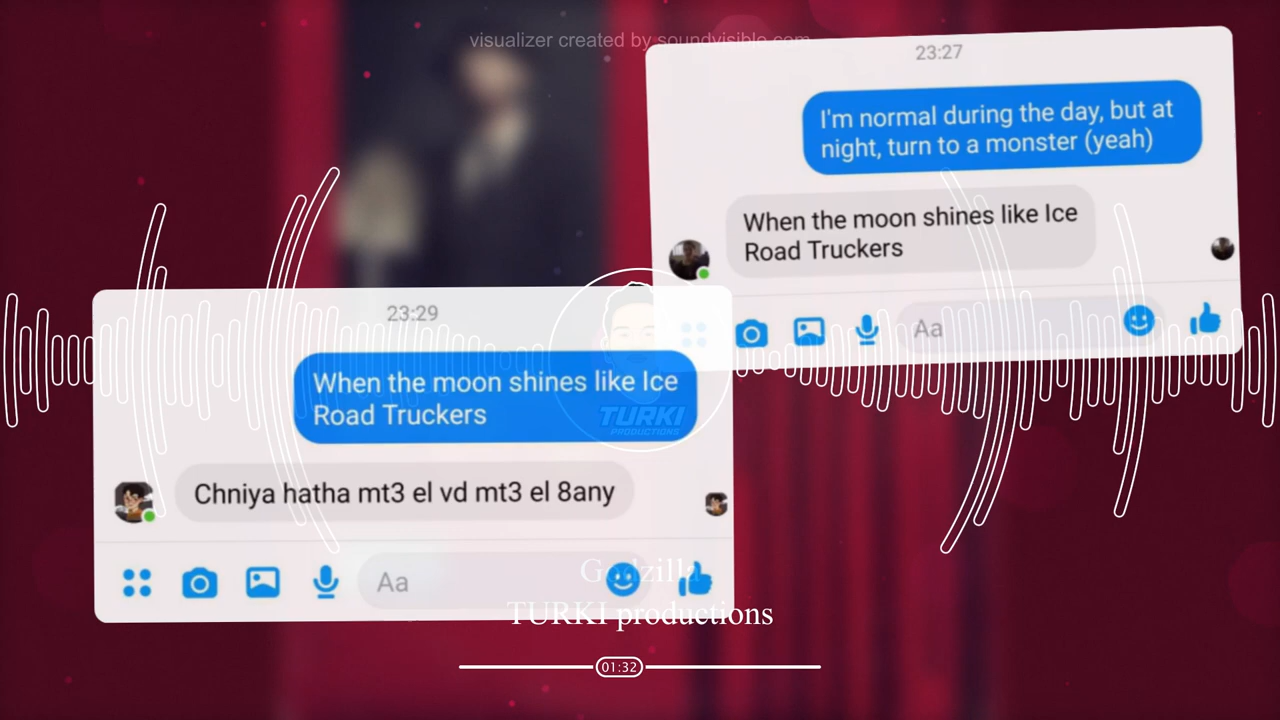 visualizer created by soundvisible.com
23:27
I'm normal during the day, but at
night, turn to a monster (yeah)
When the moon shines like Ice
Road Truckers
Aa
23:29
When the moon shines like Ice
Road Truckers
TURKI
PRODUCTIONS
Chniya hatha mt3 el vd mt3 el 8any
Aa
Godzilla
TURKI productions
01:32